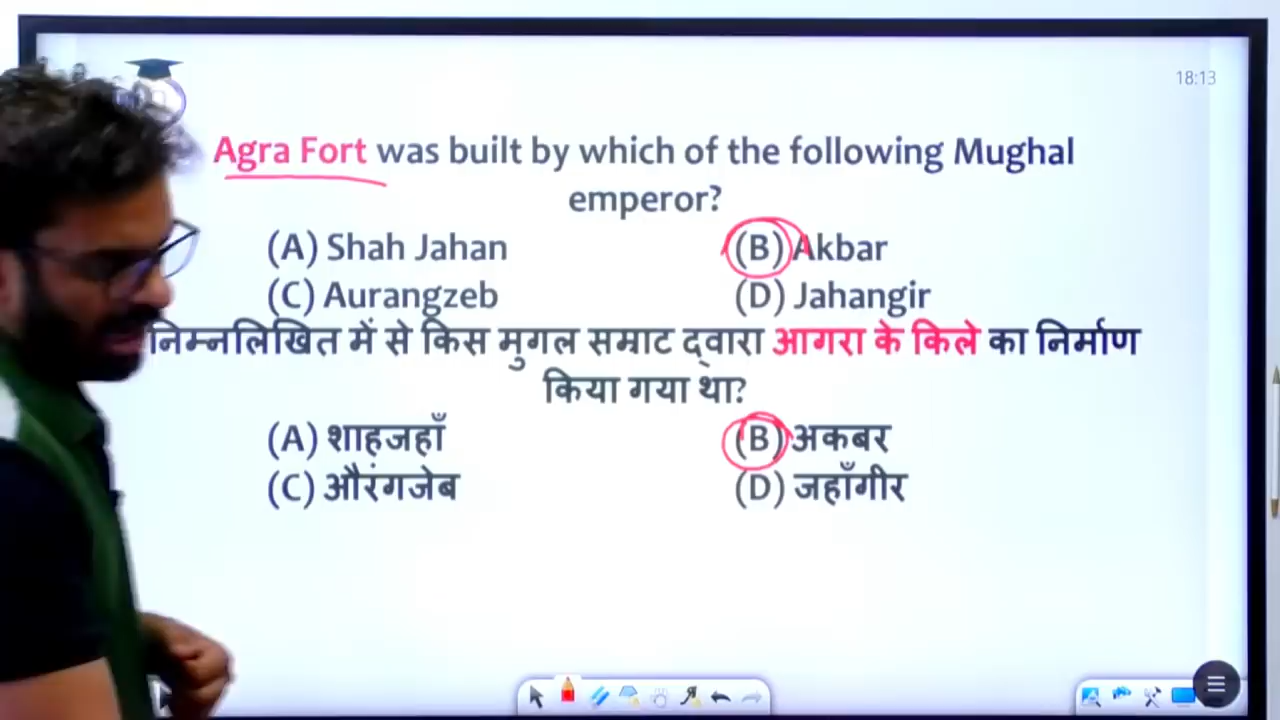 18:13
Agra Fort was built by which of the following Mughal
emperor?
(A) Shah Jahan (B) Akbar
(C) Aurangzeb (D) Jahangir
निम्नलिखित में से किस मुगल सम्राट द्वारा आगरा के किले का निर्माण
किया गया था?
(A) शाहजहाँ (B) अकबर
(C) औरंगजेब (D) जहाँगीर